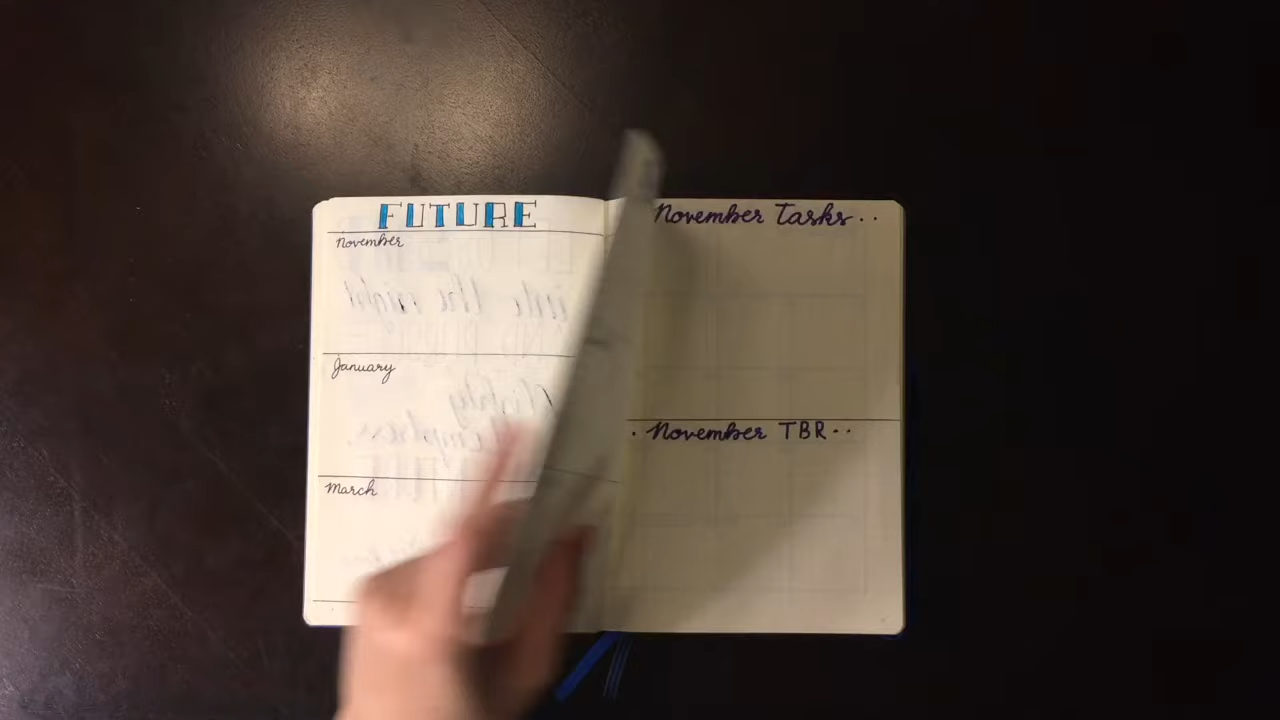 FUTURE
November
January
March
November Tasks..
. November TBR..